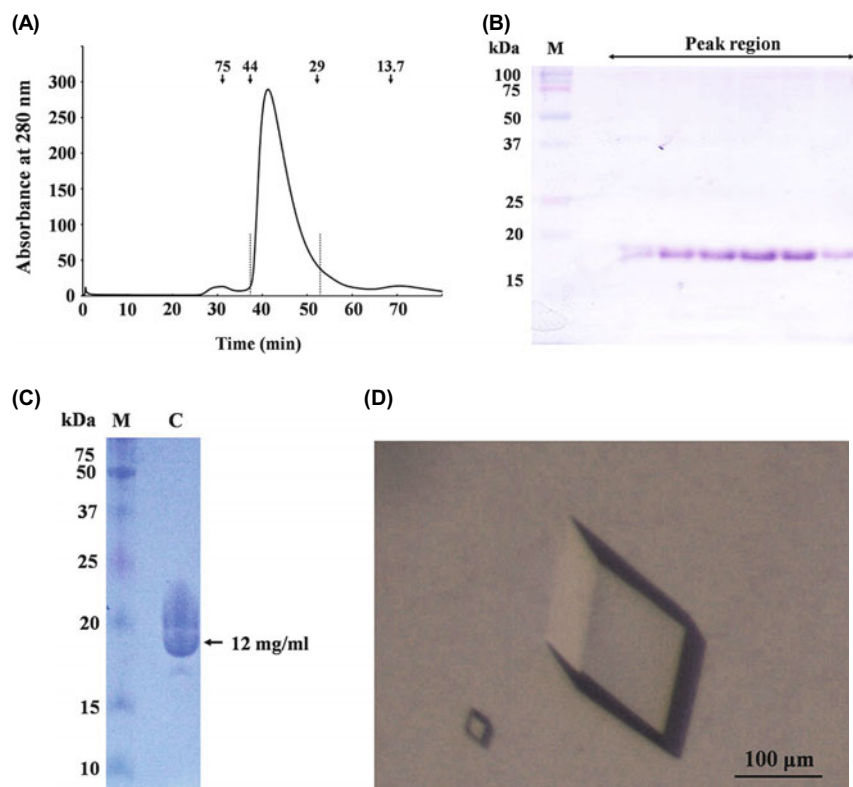 (A)
75 44 29 13.7
300
250
200
150
100
50
0
0 10 20 30 40 50 60 70
Absorbance at 280 nm
Time (min)
(B)
kDa M Peak region
100
75
50
37
25
20
15
(C)
kDa M C
75
50
37
25
20
15
10
12 mg/ml
(D)
100 µm